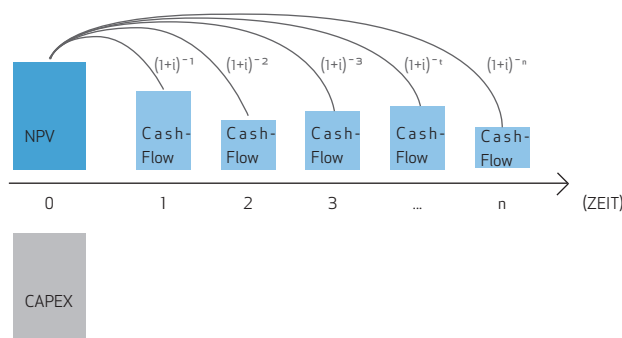 (1+i)⁻¹ (1+i)⁻² (1+i)⁻³ (1+i)⁻ᵗ (1+i)⁻ⁿ
NPV
Cash-
Flow
Cash-
Flow
Cash-
Flow
Cash-
Flow
Cash-
Flow
0 1 2 3 ... n (ZEIT)
CAPEX